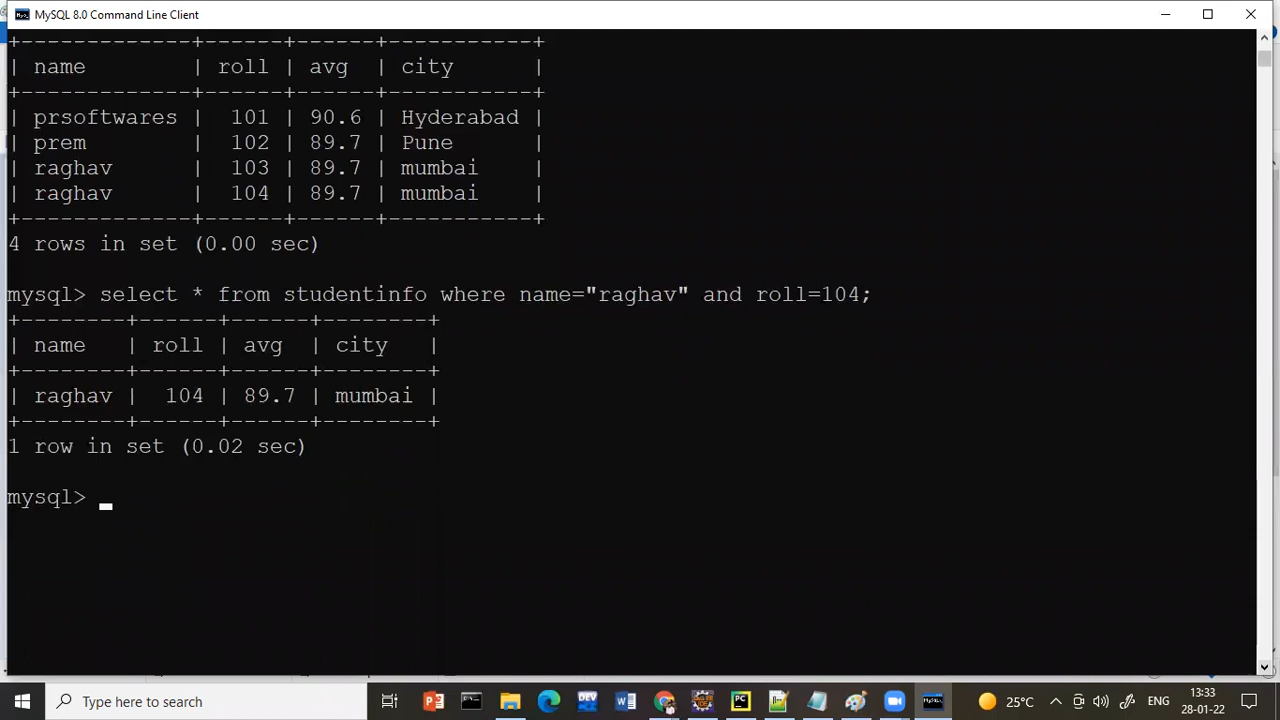 MySQL 8.0 Command Line Client
+-------------+------+------+-----------+
| name        | roll | avg  | city      |
+-------------+------+------+-----------+
| prsoftwares |  101 | 90.6 | Hyderabad |
| prem        |  102 | 89.7 | Pune      |
| raghav      |  103 | 89.7 | mumbai    |
| raghav      |  104 | 89.7 | mumbai    |
+-------------+------+------+-----------+
4 rows in set (0.00 sec)
mysql> select * from studentinfo where name="raghav" and roll=104;
+--------+------+------+--------+
| name   | roll | avg  | city   |
+--------+------+------+--------+
| raghav |  104 | 89.7 | mumbai |
+--------+------+------+--------+
1 row in set (0.02 sec)
mysql>
Type here to search
25°C
ENG
13:33
28-01-22